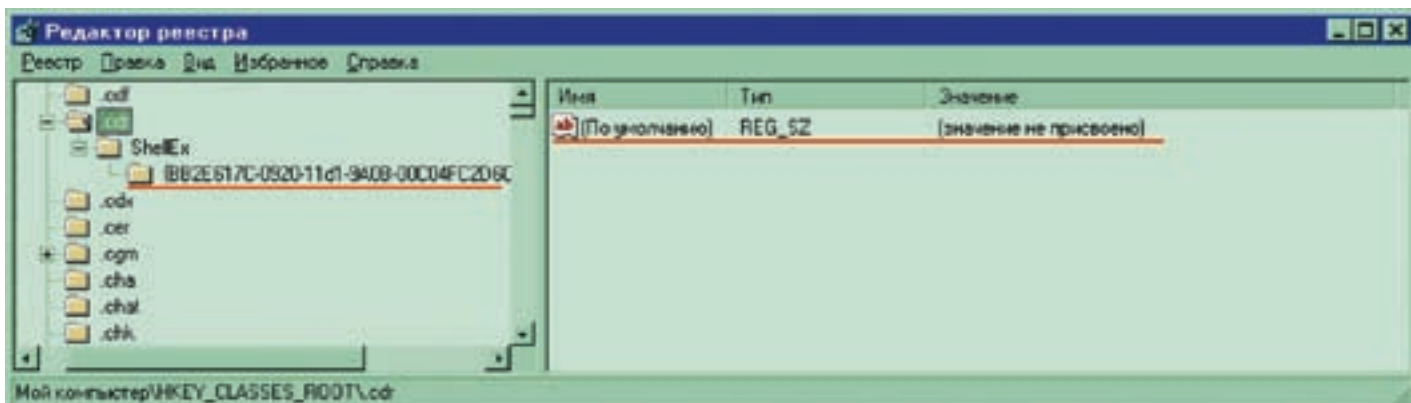 Редактор реестра
Реестр Правка Вид Избранное Справка
.cdf
.cdr
ShellEx
{BB2E617C-0920-11d1-9A0B-00C04FC2D6C
.cdx
.cer
.cgm
.cha
.chat
.chk
Имя Тип Значение
ab (По умолчанию) REG_SZ (значение не присвоено)
Мой компьютер\HKEY_CLASSES_ROOT\.cdr